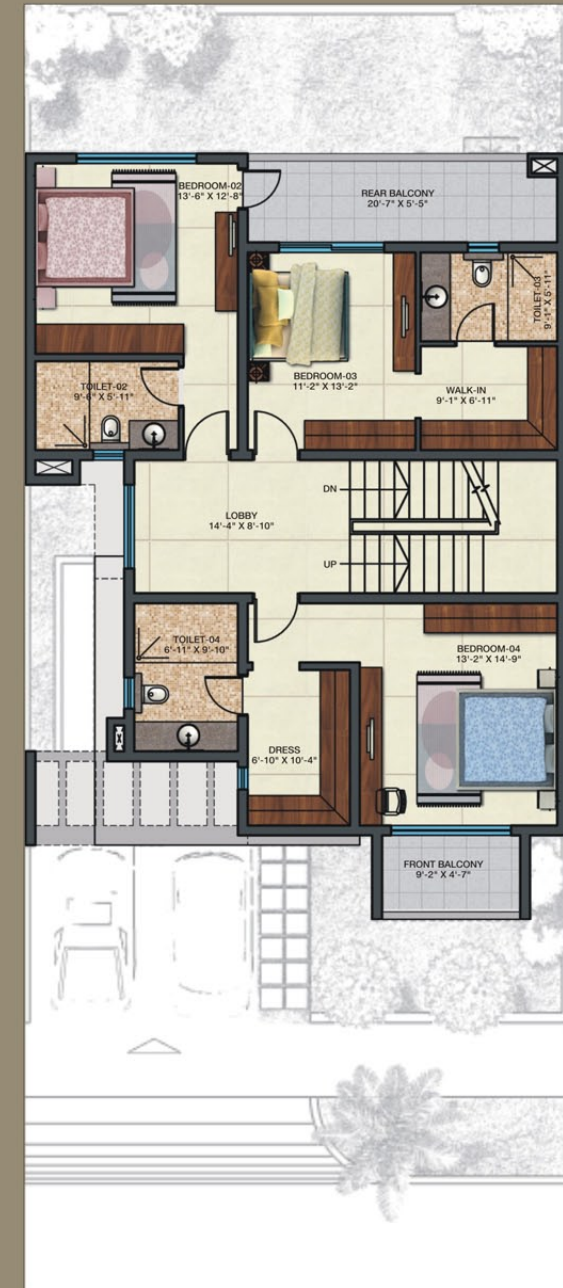 BEDROOM-02
13'-6" X 12'-8"
REAR BALCONY
20'-7" X 5'-5"
TOILET-03
9'-1" X 5'-11"
BEDROOM-03
11'-2" X 13'-2"
WALK-IN
9'-1" X 6'-11"
TOILET-02
9'-6" X 5'-11"
DN
LOBBY
14'-4" X 8'-10"
UP
TOILET-04
6'-11" X 9'-10"
BEDROOM-04
13'-2" X 14'-9"
DRESS
6'-10" X 10'-4"
FRONT BALCONY
9'-2" X 4'-7"